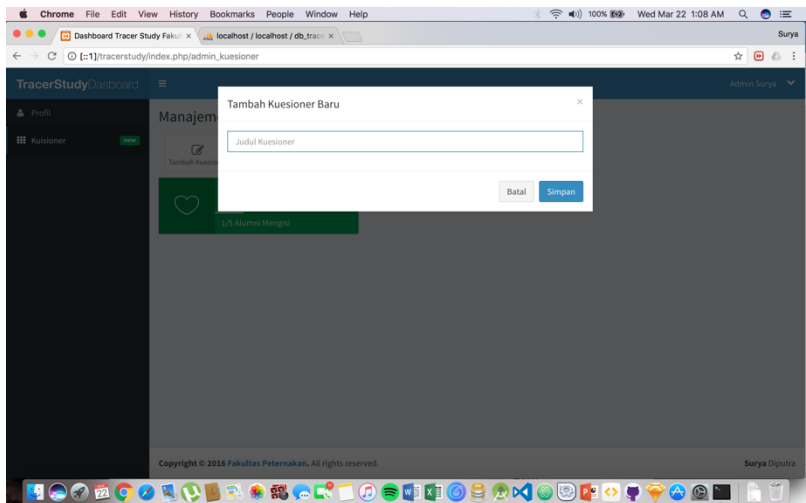 Chrome File Edit View History Bookmarks People Window Help 100% Wed Mar 22 1:08 AM
Dashboard Tracer Study Fakul localhost / localhost / db_trace Surya
[::1]/tracerstudy/index.php/admin_kuesioner
TracerStudyDasboard Admin Surya
Profil
Kuisioner new
Manajem
Tambah Kuesio
Tambah Kuesioner Baru ×
Judul Kuesioner
Batal Simpan
1/5 Alumni Mengisi
Copyright © 2016 Fakultas Peternakan. All rights reserved. Surya Diputra